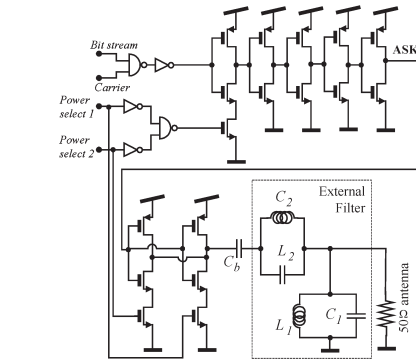 Bit stream
Carrier
ASK
Power
select 1
Power
select 2
External
Filter
C2
L2
Cb
L1
C1
50Ω antenna